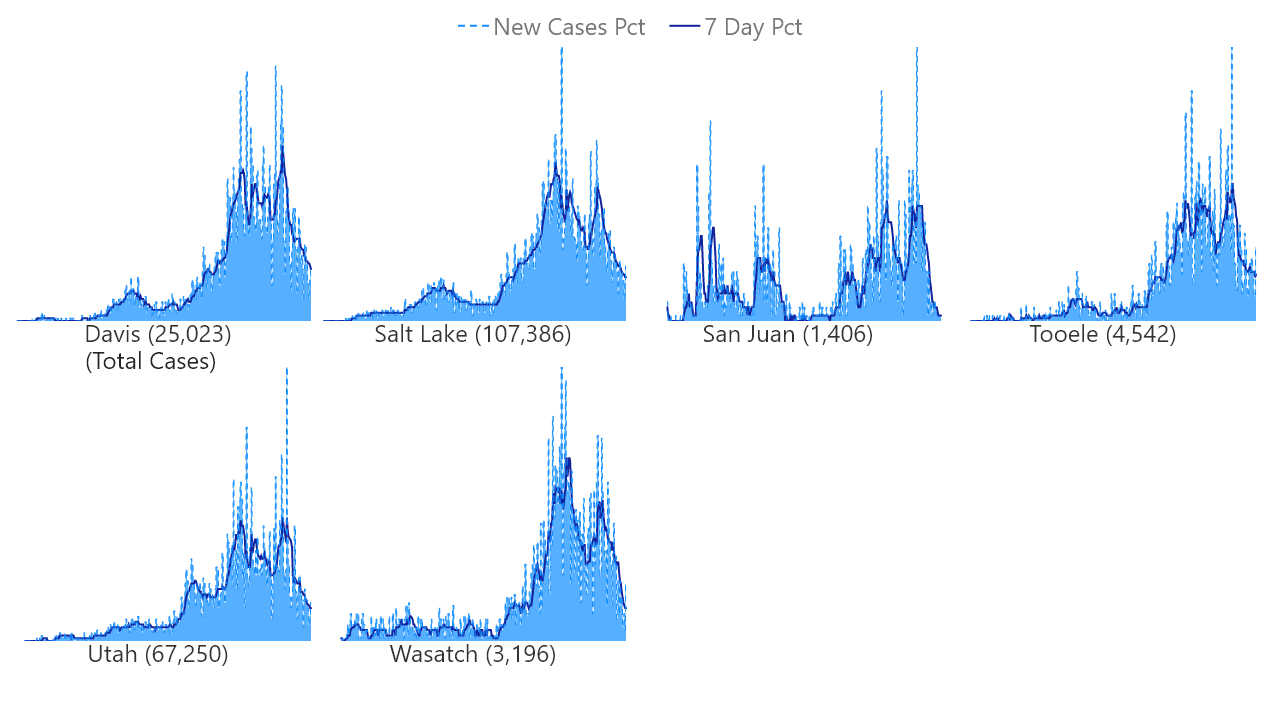 New Cases Pct 7 Day Pct
Davis (25,023)
(Total Cases)
Salt Lake (107,386)
San Juan (1,406)
Tooele (4,542)
Utah (67,250)
Wasatch (3,196)